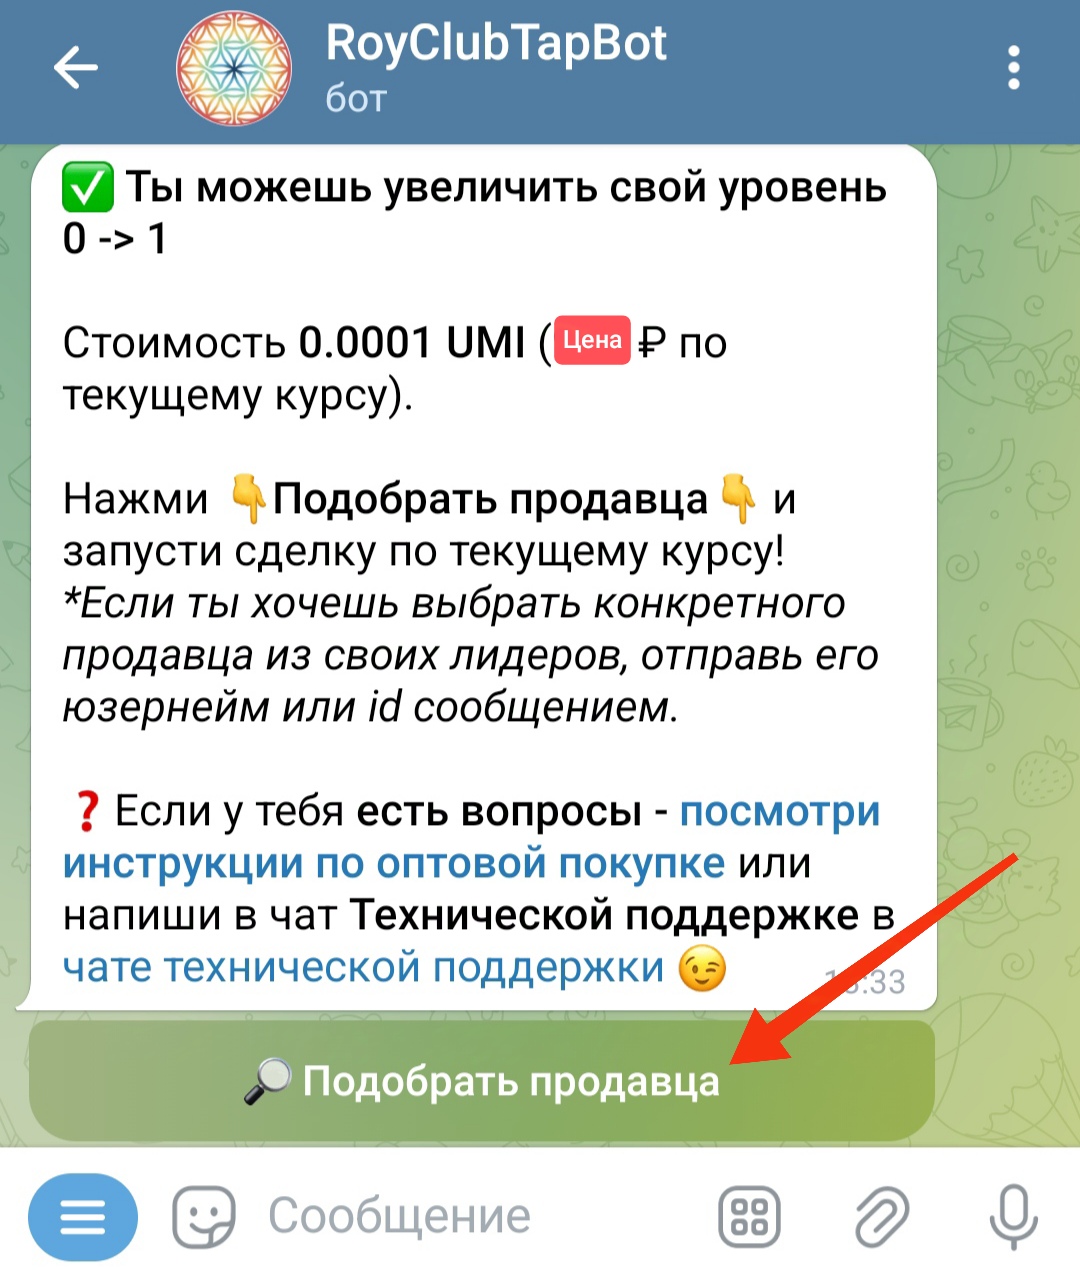 RoyClubTapBot
бот
✅ Ты можешь увеличить свой уровень
0 -> 1
Стоимость 0.0001 UMI (Цена ₽ по
текущему курсу).
Нажми 👇Подобрать продавца👇 и
запусти сделку по текущему курсу!
*Если ты хочешь выбрать конкретного
продавца из своих лидеров, отправь его
юзернейм или id сообщением.
❓ Если у тебя есть вопросы - посмотри
инструкции по оптовой покупке или
напиши в чат Технической поддержке в
чате технической поддержки 😉
🔎 Подобрать продавца
Сообщение